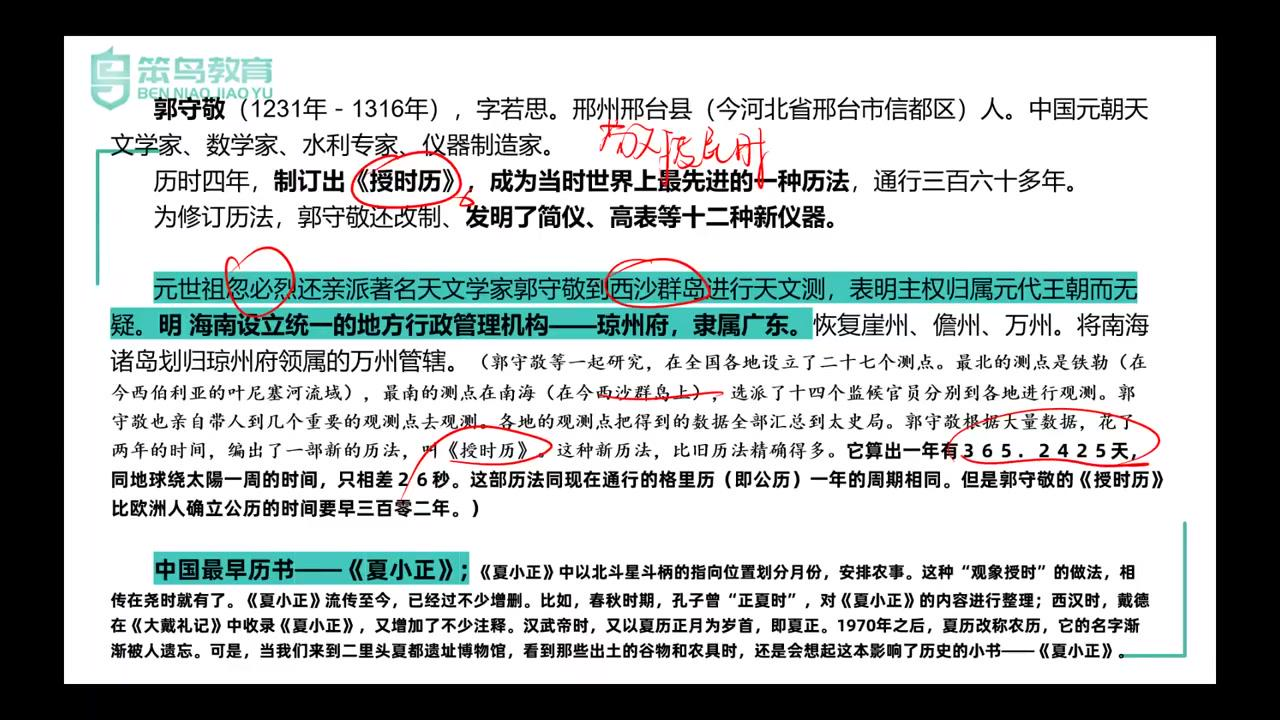 笨鸟教育
BEN NIAO JIAO YU
郭守敬（1231年－1316年），字若思。邢州邢台县（今河北省邢台市信都区）人。中国元朝天
文学家、数学家、水利专家、仪器制造家。
敬授民时
历时四年，制订出《授时历》，成为当时世界上最先进的一种历法，通行三百六十多年。
为修订历法，郭守敬还改制、发明了简仪、高表等十二种新仪器。
元世祖忽必烈还亲派著名天文学家郭守敬到西沙群岛进行天文测，表明主权归属元代王朝而无
疑。明 海南设立统一的地方行政管理机构——琼州府，隶属广东。恢复崖州、儋州、万州。将南海
诸岛划归琼州府领属的万州管辖。（郭守敬等一起研究，在全国各地设立了二十七个测点。最北的测点是铁勒（在
今西伯利亚的叶尼塞河流域），最南的测点在南海（在今西沙群岛上），选派了十四个监候官员分别到各地进行观测。郭
守敬也亲自带人到几个重要的观测点去观测。各地的观测点把得到的数据全部汇总到太史局。郭守敬根据大量数据，花了
两年的时间，编出了一部新的历法，叫《授时历》。这种新历法，比旧历法精确得多。它算出一年有３６５．２４２５天，
同地球绕太陽一周的时间，只相差２６秒。这部历法同现在通行的格里历（即公历）一年的周期相同。但是郭守敬的《授时历》
比欧洲人确立公历的时间要早三百零二年。）
中国最早历书——《夏小正》；《夏小正》中以北斗星斗柄的指向位置划分月份，安排农事。这种“观象授时”的做法，相
传在尧时就有了。《夏小正》流传至今，已经过不少增删。比如，春秋时期，孔子曾“正夏时”，对《夏小正》的内容进行整理；西汉时，戴德
在《大戴礼记》中收录《夏小正》，又增加了不少注释。汉武帝时，又以夏历正月为岁首，即夏正。1970年之后，夏历改称农历，它的名字渐
渐被人遗忘。可是，当我们来到二里头夏都遗址博物馆，看到那些出土的谷物和农具时，还是会想起这本影响了历史的小书——《夏小正》。